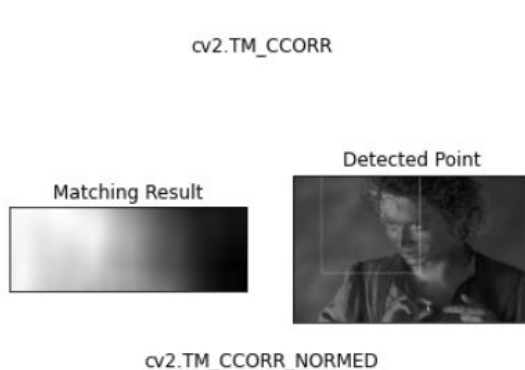 cv2.TM_CCORR
Detected Point
Matching Result
cv2.TM_CCORR_NORMED